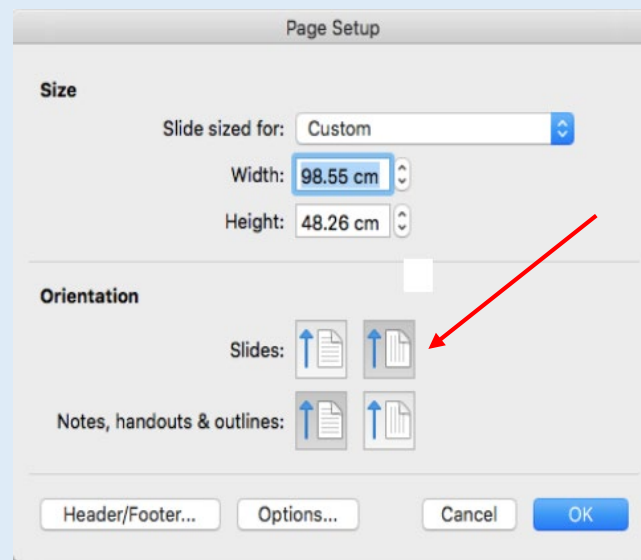 Page Setup
Size
Slide sized for: Custom
Width: 98.55 cm
Height: 48.26 cm
Orientation
Slides:
Notes, handouts & outlines:
Header/Footer... Options... Cancel OK